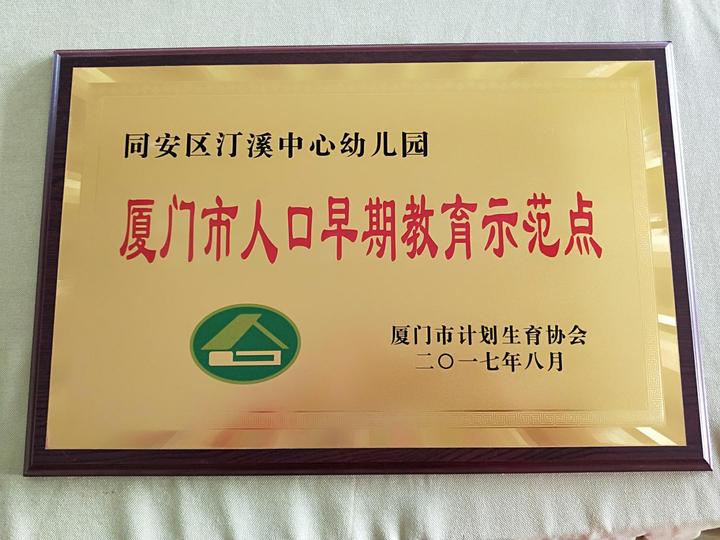 同安区汀溪中心幼儿园
厦门市人口早期教育示范点
厦门市计划生育协会
二〇一七年八月